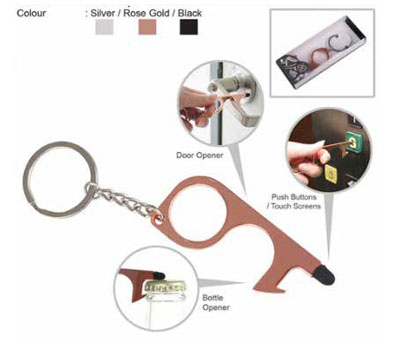 Colour : Silver / Rose Gold / Black
Door Opener
Push Buttons
/ Touch Screens
Bottle
Opener